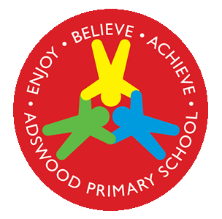 • ENJOY • BELIEVE • ACHIEVE •
ADSWOOD PRIMARY SCHOOL